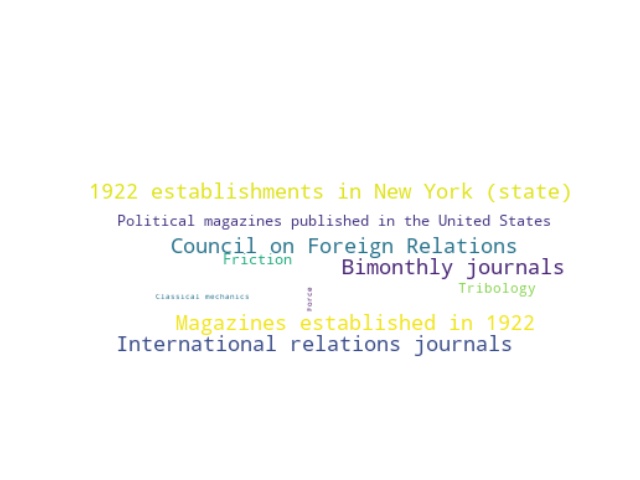 1922 establishments in New York (state)
Political magazines published in the United States
Council on Foreign Relations
Friction
Bimonthly journals
Tribology
Classical mechanics
Force
Magazines established in 1922
International relations journals